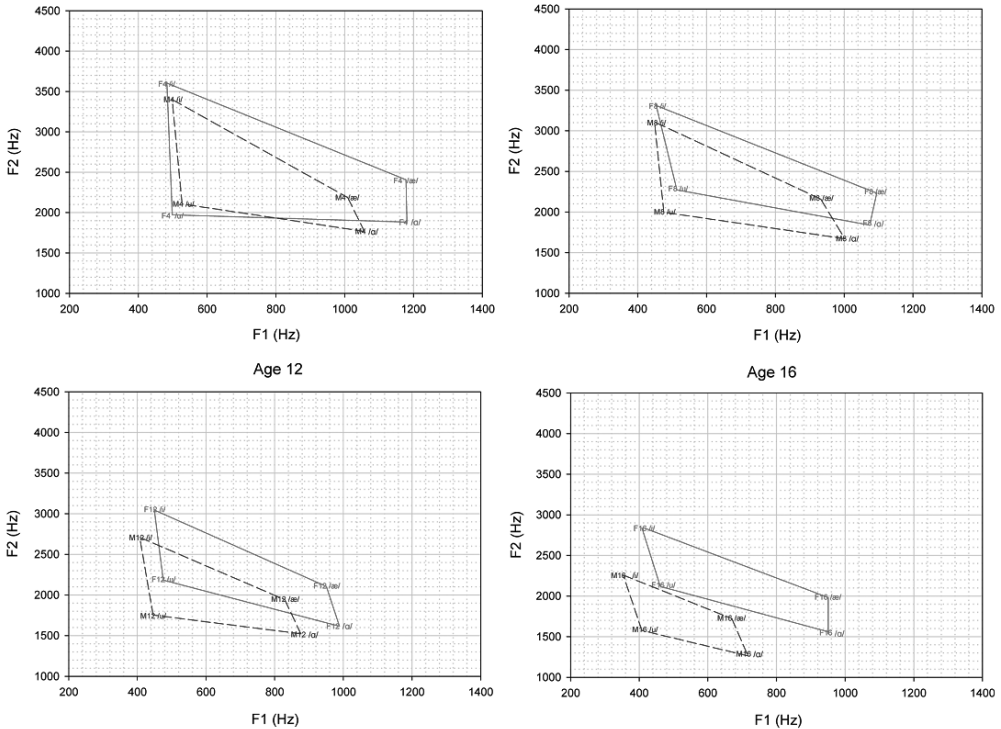 4500
4000
3500
3000
2500
2000
1500
1000
F2 (Hz)
F4 /i/
M4 /i/
F4 /æ/
M4 /æ/
M4 /u/
F4 /u/
F4 /ɑ/
M4 /ɑ/
200 400 600 800 1000 1200 1400
F1 (Hz)
4500
4000
3500
3000
2500
2000
1500
1000
F2 (Hz)
F8 /i/
M8 /i/
F8 /u/
F8 /æ/
M8 /æ/
M8 /u/
F8 /ɑ/
M8 /ɑ/
200 400 600 800 1000 1200 1400
F1 (Hz)
Age 12
4500
4000
3500
3000
2500
2000
1500
1000
F2 (Hz)
F12 /i/
M12 /i/
F12 /u/
F12 /æ/
M12 /æ/
M12 /u/
F12 /ɑ/
M12 /ɑ/
200 400 600 800 1000 1200 1400
F1 (Hz)
Age 16
4500
4000
3500
3000
2500
2000
1500
1000
F2 (Hz)
F16 /i/
M16 /i/
F16 /u/
F16 /æ/
M16 /æ/
M16 /u/
F16 /ɑ/
M16 /ɑ/
200 400 600 800 1000 1200 1400
F1 (Hz)